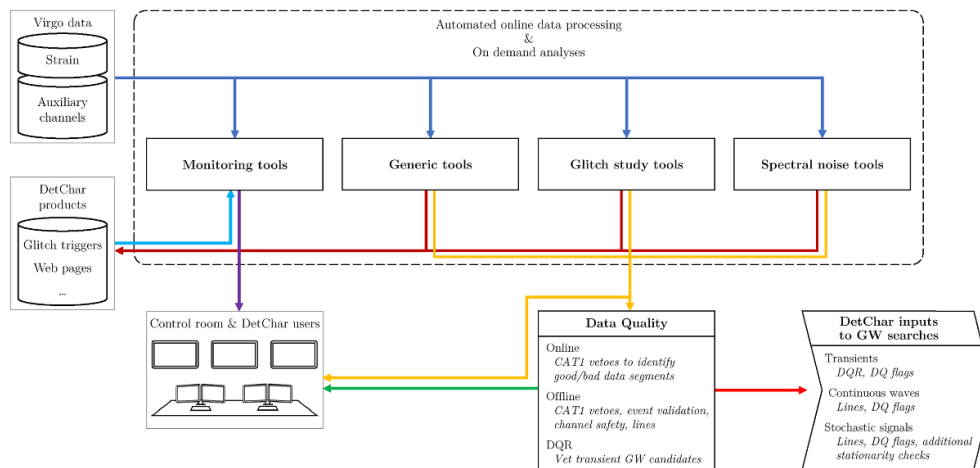 Virgo data
Strain
Auxiliary
channels
Automated online data processing
&
On demand analyses
Monitoring tools
Generic tools
Glitch study tools
Spectral noise tools
DetChar
products
Glitch triggers
Web pages
...
Control room & DetChar users
Data Quality
Online
CAT1 vetoes to identify
good/bad data segments
Offline
CAT1 vetoes, event validation,
channel safety, lines
DQR
Vet transient GW candidates
DetChar inputs
to GW searches
Transients
DQR, DQ flags
Continuous waves
Lines, DQ flags
Stochastic signals
Lines, DQ flags, additional
stationarity checks